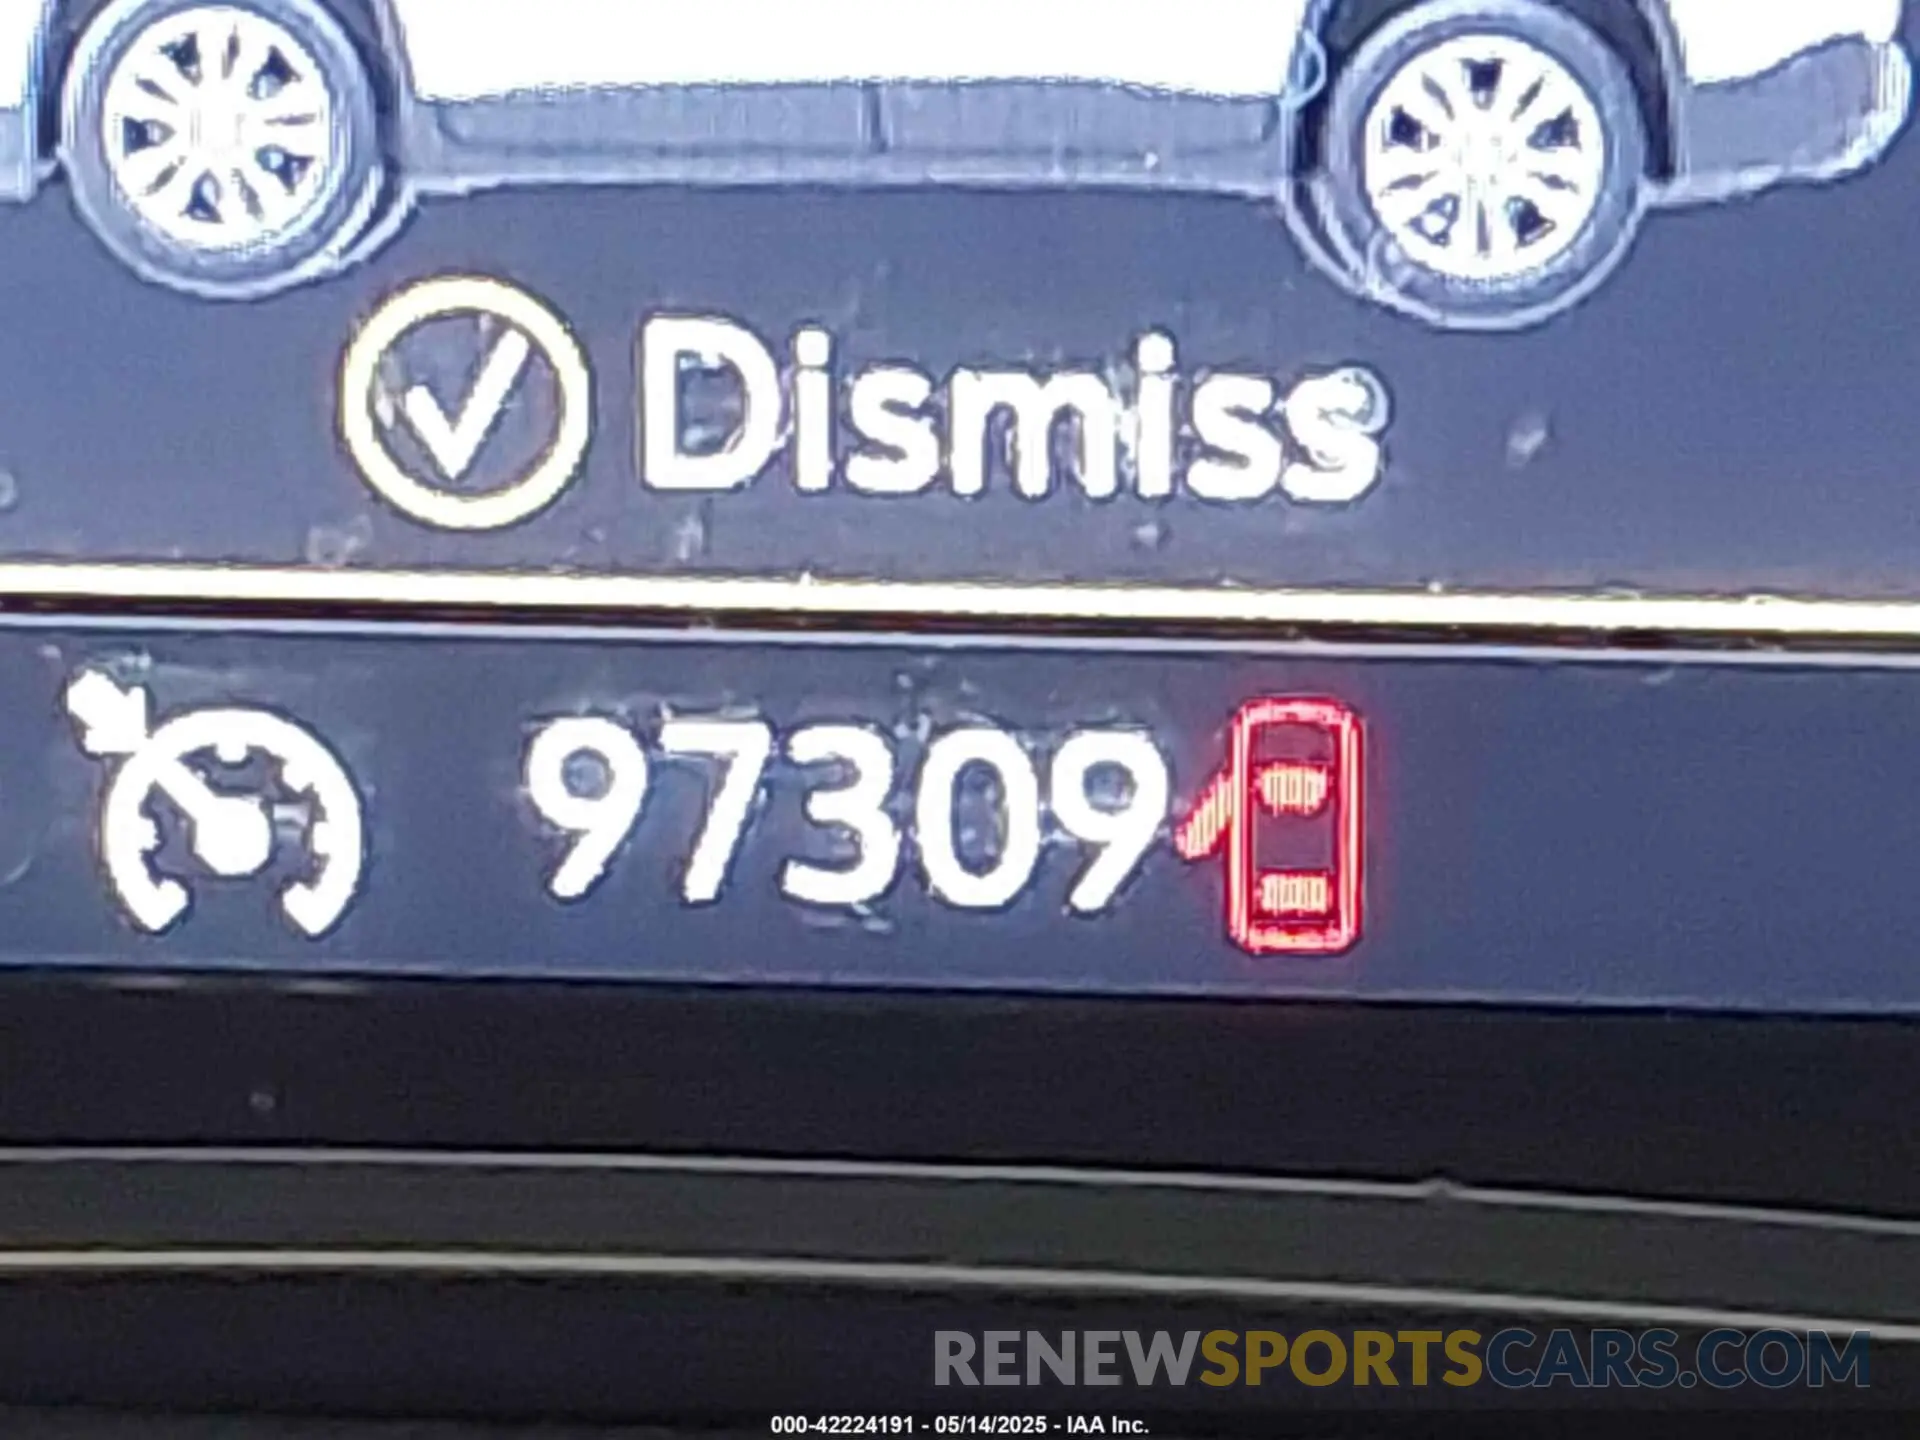 Dismiss
97309
RENEWSPORTSCARS.COM
000-42224191 - 05/14/2025 - IAA Inc.